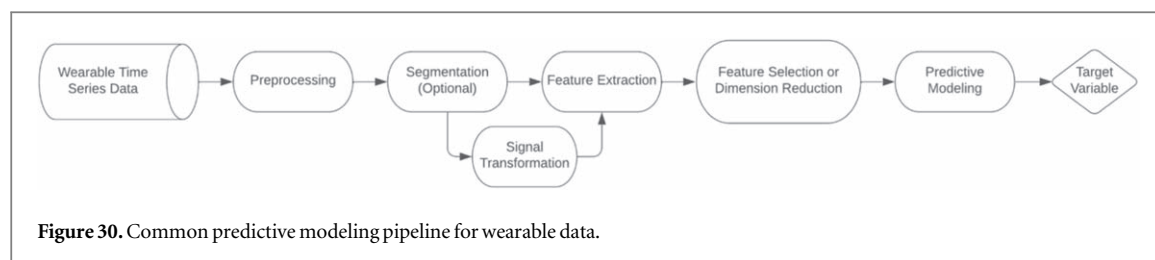 Wearable Time
Series Data
Preprocessing
Segmentation
(Optional)
Feature Extraction
Feature Selection or
Dimension Reduction
Predictive
Modeling
Target
Variable
Signal
Transformation
Figure 30. Common predictive modeling pipeline for wearable data.